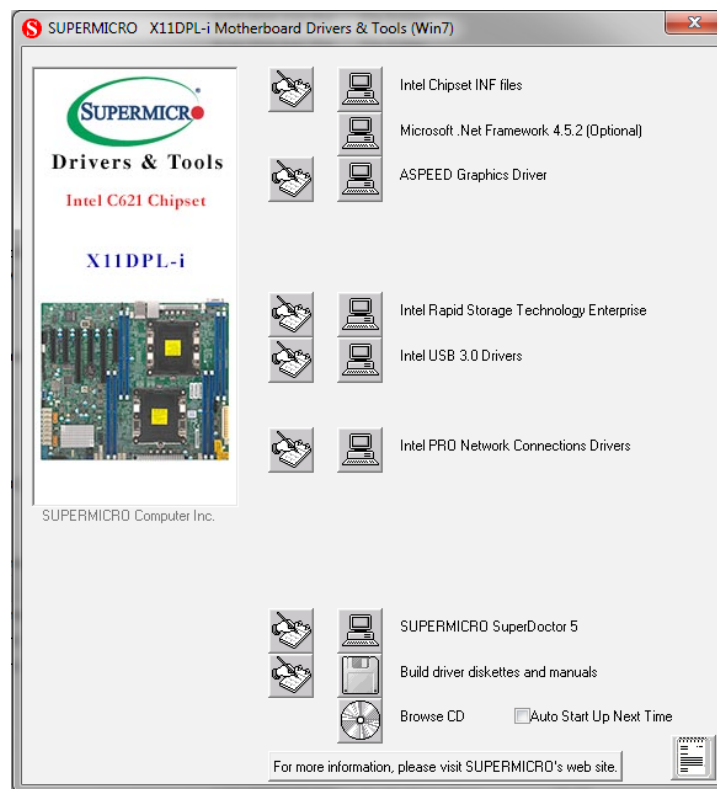 SUPERMICRO X11DPL-i Motherboard Drivers & Tools (Win7)
SUPERMICRO
Drivers & Tools
Intel C621 Chipset
X11DPL-i
SUPERMICRO Computer Inc.
Intel Chipset INF files
Microsoft .Net Framework 4.5.2 (Optional)
ASPEED Graphics Driver
Intel Rapid Storage Technology Enterprise
Intel USB 3.0 Drivers
Intel PRO Network Connections Drivers
SUPERMICRO SuperDoctor 5
Build driver diskettes and manuals
Browse CD
Auto Start Up Next Time
For more information, please visit SUPERMICRO's web site.